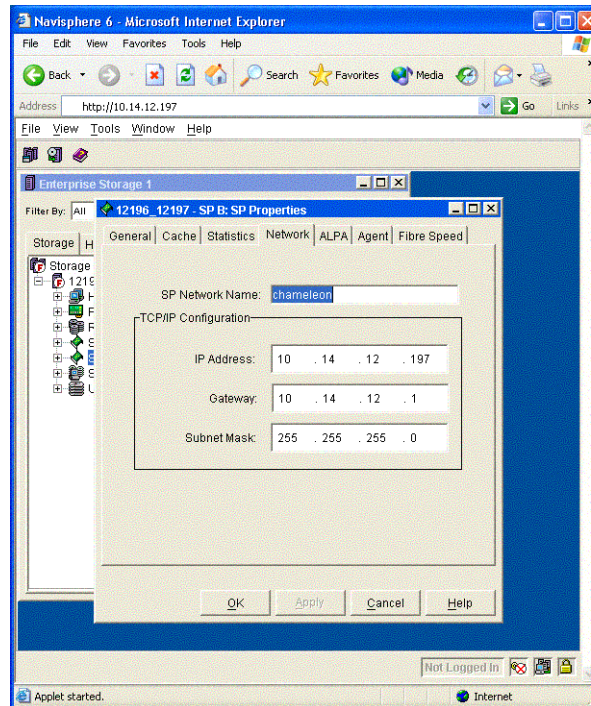 Navisphere 6 - Microsoft Internet Explorer
File Edit View Favorites Tools Help
Back Search Favorites Media
Address http://10.14.12.197 Go Links
File View Tools Window Help
Enterprise Storage 1
Filter By: All
12196_12197 - SP B: SP Properties
Storage H
General Cache Statistics Network ALPA Agent Fibre Speed
Storage
1219
H
F
R
S
S
S
U
SP Network Name: chameleon
TCP/IP Configuration
IP Address: 10 . 14 . 12 . 197
Gateway: 10 . 14 . 12 . 1
Subnet Mask: 255 . 255 . 255 . 0
OK Apply Cancel Help
Not Logged In
Applet started. Internet